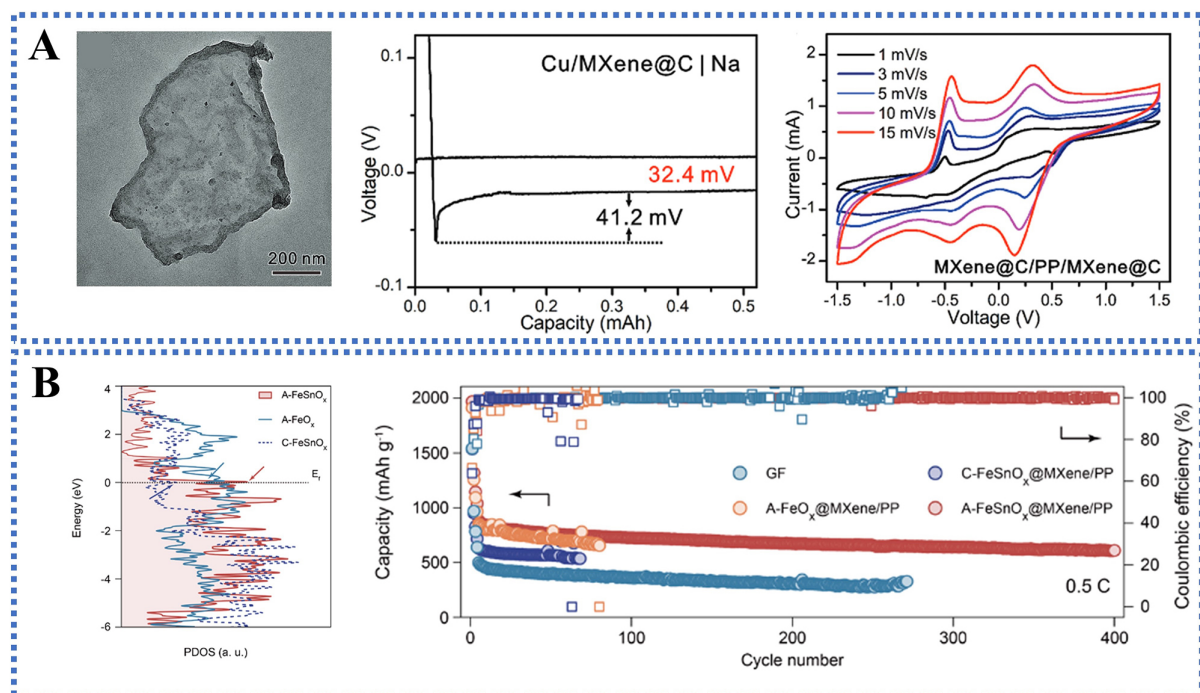 A
200 nm
0.1
0.0
-0.1
Voltage (V)
Cu/MXene@C | Na
32.4 mV
41.2 mV
0.0 0.1 0.2 0.3 0.4 0.5
Capacity (mAh)
2
1
0
-1
-2
Current (mA)
1 mV/s
3 mV/s
5 mV/s
10 mV/s
15 mV/s
MXene@C/PP/MXene@C
-1.5 -1.0 -0.5 0.0 0.5 1.0 1.5
Voltage (V)
B
4
2
0
-2
-4
-6
Energy (eV)
A-FeSnOₓ
A-FeOₓ
C-FeSnOₓ
E_f
PDOS (a. u.)
2000
1500
1000
500
0
Capacity (mAh g⁻¹)
GF
C-FeSnOₓ@MXene/PP
A-FeOₓ@MXene/PP
A-FeSnOₓ@MXene/PP
0.5 C
100
80
60
40
20
0
Coulombic efficiency (%)
0 100 200 300 400
Cycle number